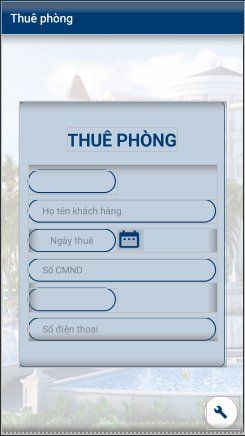 Thuê phòng
THUÊ PHÒNG
Họ tên khách hàng
Ngày thuê
Số CMND
Số điện thoại